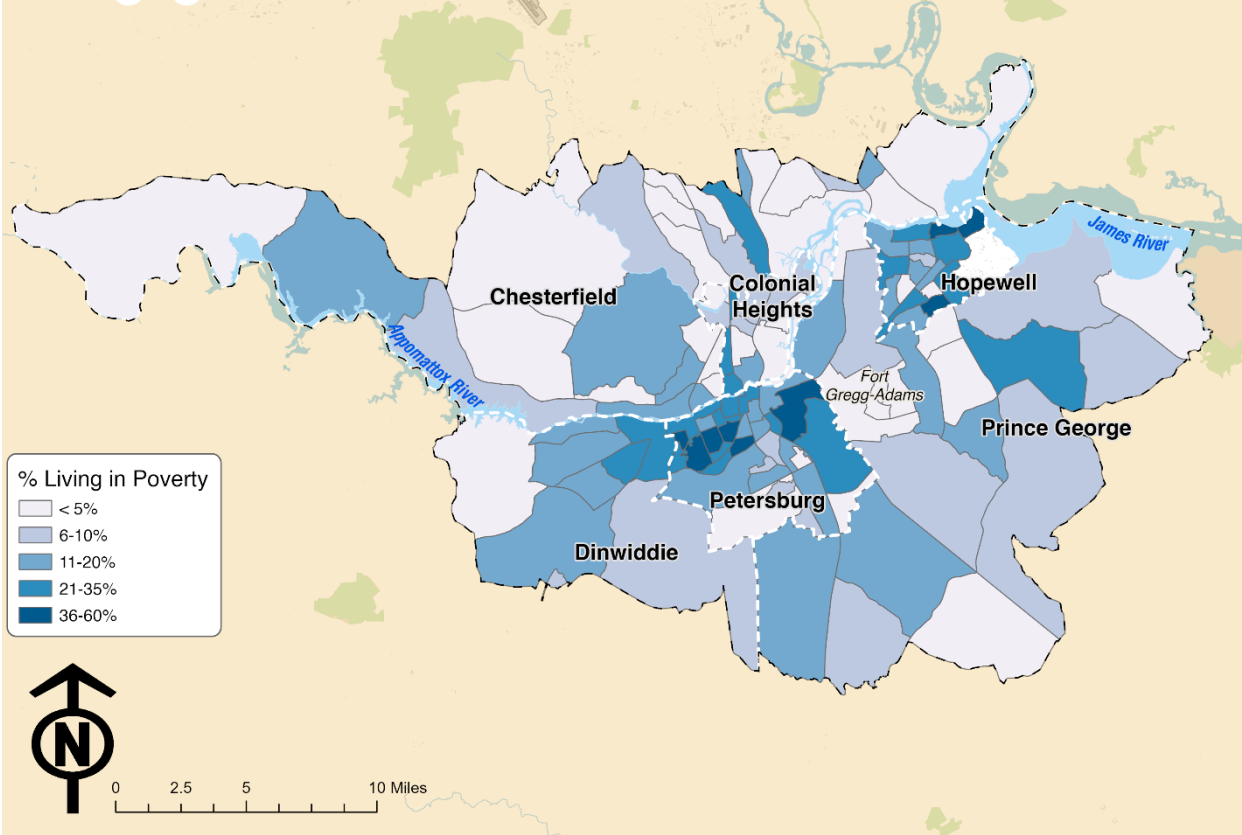 James River
Hopewell
Colonial
Heights
Chesterfield
Appomattox River
Fort
Gregg-Adams
Prince George
Petersburg
Dinwiddie
% Living in Poverty
< 5%
6-10%
11-20%
21-35%
36-60%
N
0 2.5 5 10 Miles